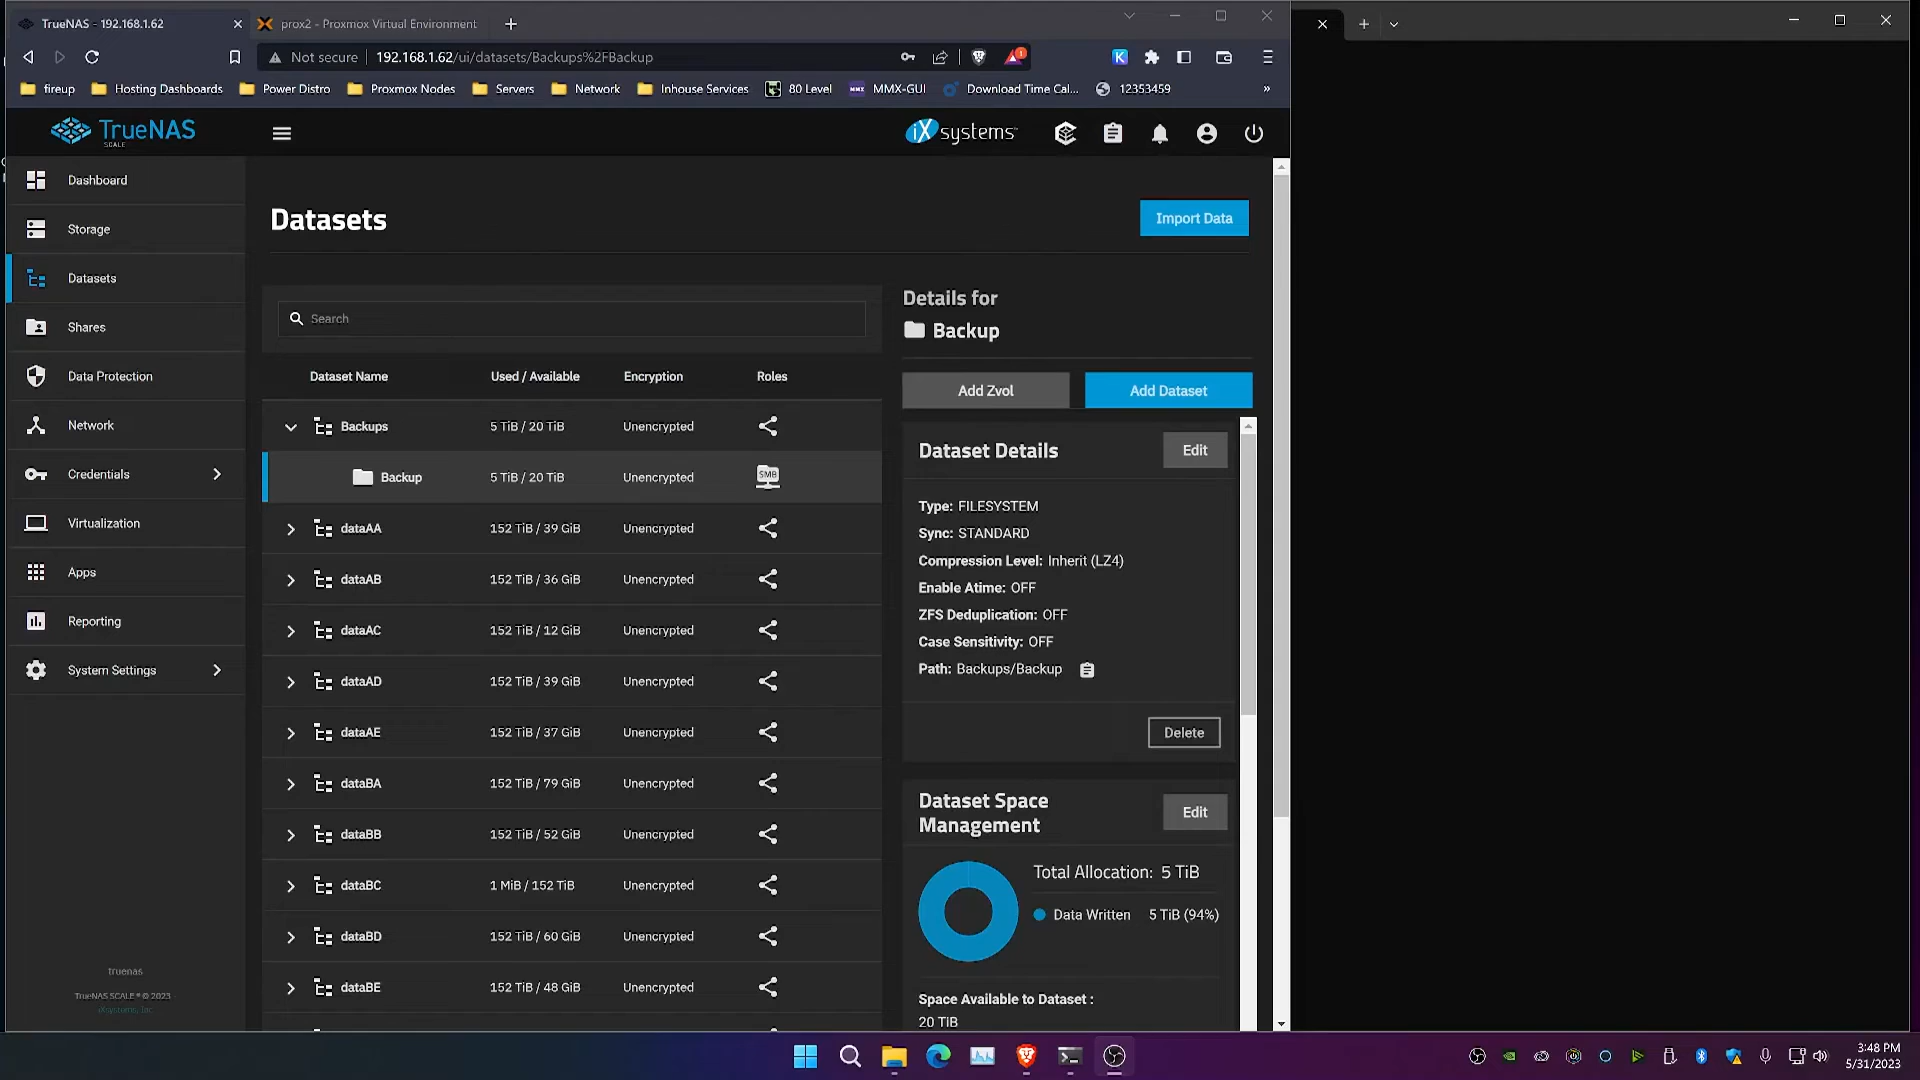 TrueNAS - 192.168.1.62
prox2 - Proxmox Virtual Environment
Not secure
192.168.1.62/ui/datasets/Backups%2FBackup
1
K
fireup
Hosting Dashboards
Power Distro
Proxmox Nodes
Servers
Network
Inhouse Services
80 Level
MMX
MMX-GUI
Download Time Cal...
12353459
»
TrueNAS
SCALE
iXsystems
Dashboard
Storage
Datasets
Shares
Data Protection
Network
Credentials
Virtualization
Apps
Reporting
System Settings
truenas
TrueNAS SCALE ® © 2023
iXsystems, Inc
Datasets
Import Data
Search
Dataset Name
Used / Available
Encryption
Roles
Backups
5 TiB / 20 TiB
Unencrypted
Backup
5 TiB / 20 TiB
Unencrypted
SMB
dataAA
152 TiB / 39 GiB
Unencrypted
dataAB
152 TiB / 36 GiB
Unencrypted
dataAC
152 TiB / 12 GiB
Unencrypted
dataAD
152 TiB / 39 GiB
Unencrypted
dataAE
152 TiB / 37 GiB
Unencrypted
dataBA
152 TiB / 79 GiB
Unencrypted
dataBB
152 TiB / 52 GiB
Unencrypted
dataBC
1 MiB / 152 TiB
Unencrypted
dataBD
152 TiB / 60 GiB
Unencrypted
dataBE
152 TiB / 48 GiB
Unencrypted
Details for
Backup
Add Zvol
Add Dataset
Dataset Details
Edit
Type: FILESYSTEM
Sync: STANDARD
Compression Level: Inherit (LZ4)
Enable Atime: OFF
ZFS Deduplication: OFF
Case Sensitivity: OFF
Path: Backups/Backup
Delete
Dataset Space
Management
Edit
Total Allocation: 5 TiB
Data Written 5 TiB (94%)
Space Available to Dataset :
20 TiB
3:48 PM
5/31/2023